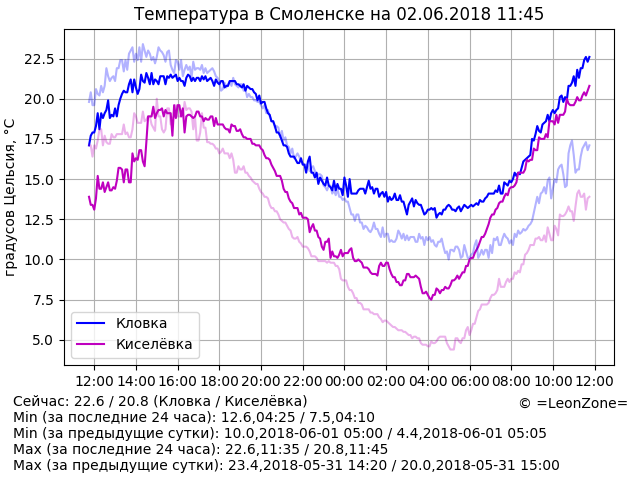 Температура в Смоленске на 02.06.2018 11:45
градусов Цельсия, °C
22.5
20.0
17.5
15.0
12.5
10.0
7.5
5.0
Кловка
Киселёвка
12:00 14:00 16:00 18:00 20:00 22:00 00:00 02:00 04:00 06:00 08:00 10:00 12:00
Сейчас: 22.6 / 20.8 (Кловка / Киселёвка)
© =LeonZone=
Min (за последние 24 часа): 12.6,04:25 / 7.5,04:10
Min (за предыдущие сутки): 10.0,2018-06-01 05:00 / 4.4,2018-06-01 05:05
Max (за последние 24 часа): 22.6,11:35 / 20.8,11:45
Max (за предыдущие сутки): 23.4,2018-05-31 14:20 / 20.0,2018-05-31 15:00